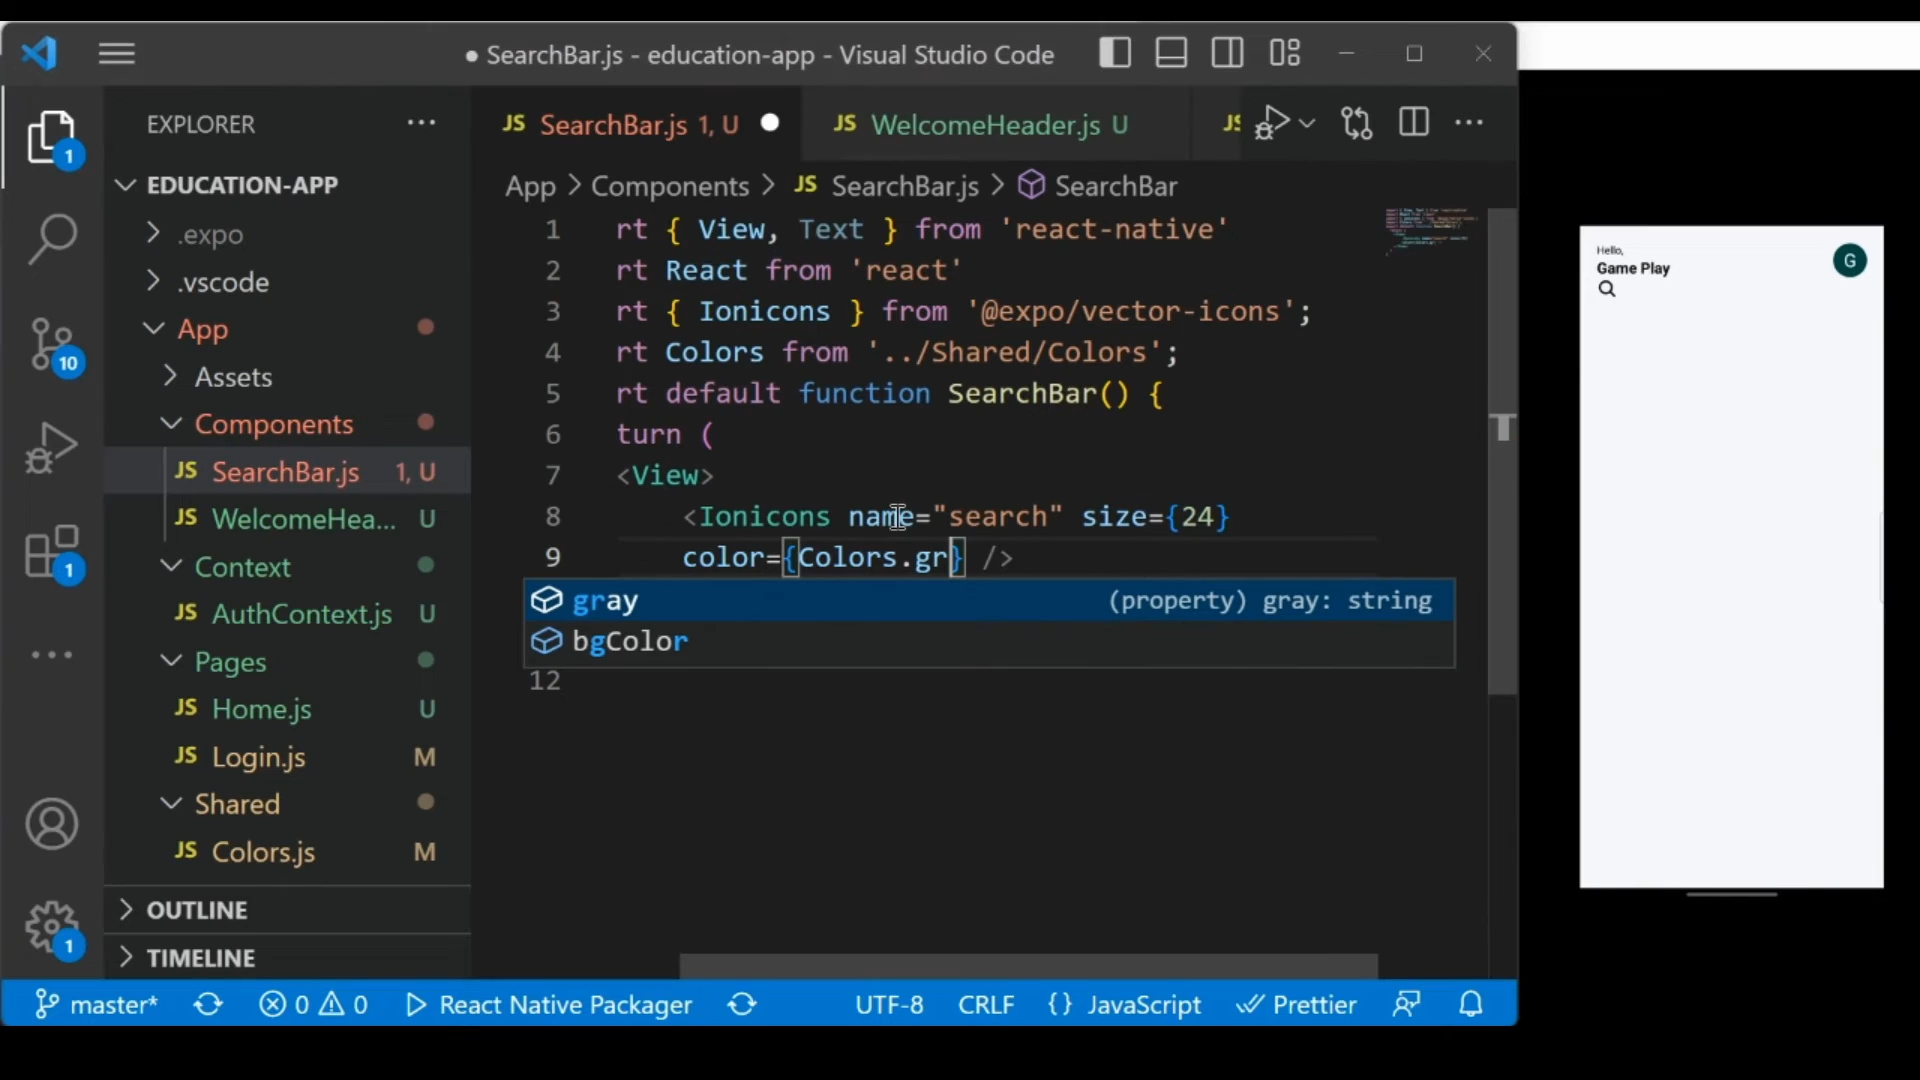 ● SearchBar.js - education-app - Visual Studio Code
EXPLORER
JS SearchBar.js 1, U
JS WelcomeHeader.js U
JS
App > Components > JS SearchBar.js > SearchBar
EDUCATION-APP
.expo
.vscode
App
Assets
Components
JS SearchBar.js 1, U
JS WelcomeHea... U
Context
JS AuthContext.js U
Pages
JS Home.js U
JS Login.js M
Shared
JS Colors.js M
OUTLINE
TIMELINE
1
10
1
1
1 rt { View, Text } from 'react-native'
2 rt React from 'react'
3 rt { Ionicons } from '@expo/vector-icons';
4 rt Colors from '../Shared/Colors';
5 rt default function SearchBar() {
6 turn (
7 <View>
8 <Ionicons name="search" size={24}
9 color={Colors.gr} />
gray (property) gray: string
bgColor
12
master* 0 0 React Native Packager UTF-8 CRLF {} JavaScript Prettier
Hello,
Game Play
G